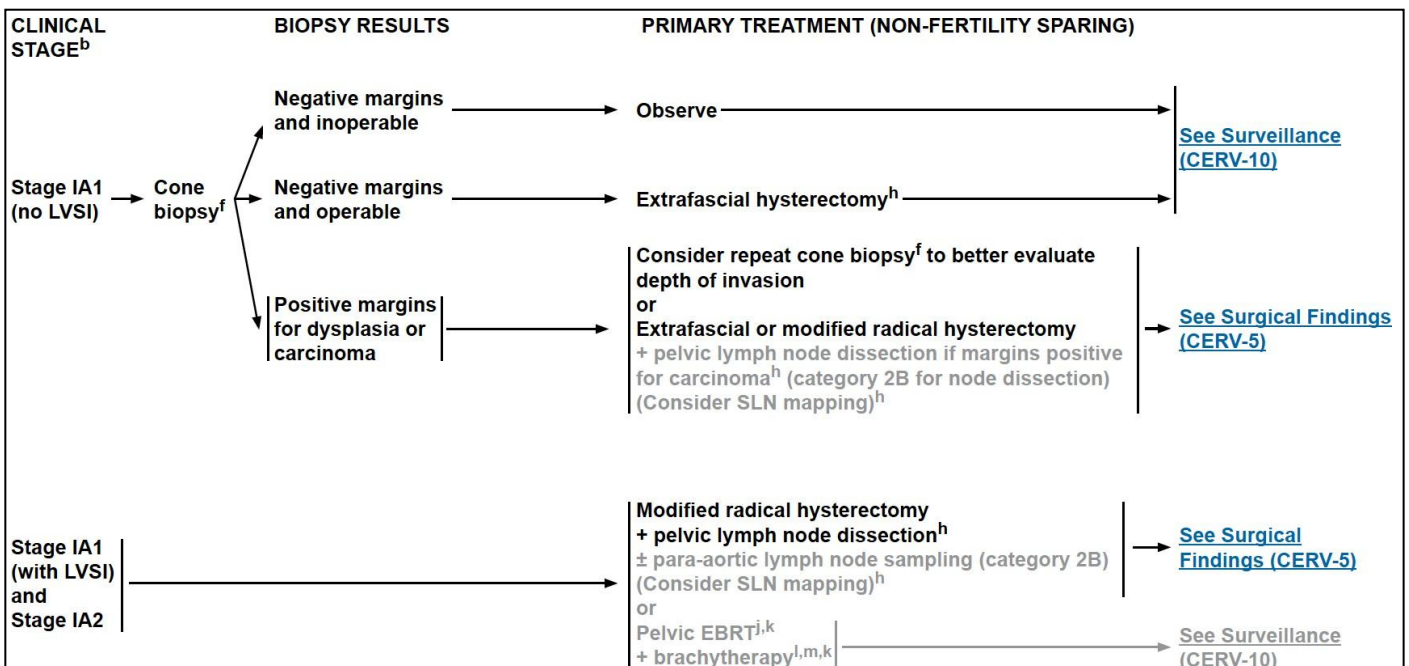 CLINICAL STAGEᵇ
BIOPSY RESULTS
PRIMARY TREATMENT (NON-FERTILITY SPARING)
Stage IA1
(no LVSI)
Cone
biopsyᶠ
Negative margins
and inoperable
Observe
See Surveillance
(CERV-10)
Negative margins
and operable
Extrafascial hysterectomyʰ
Positive margins
for dysplasia or
carcinoma
Consider repeat cone biopsyᶠ to better evaluate
depth of invasion
or
Extrafascial or modified radical hysterectomy
+ pelvic lymph node dissection if margins positive
for carcinomaʰ (category 2B for node dissection)
(Consider SLN mapping)ʰ
See Surgical Findings
(CERV-5)
Stage IA1
(with LVSI)
and
Stage IA2
Modified radical hysterectomy
+ pelvic lymph node dissectionʰ
± para-aortic lymph node sampling (category 2B)
(Consider SLN mapping)ʰ
or
Pelvic EBRTʲ,ᵏ
+ brachytherapyˡ,ᵐ,ᵏ
See Surgical
Findings (CERV-5)
See Surveillance
(CERV-10)